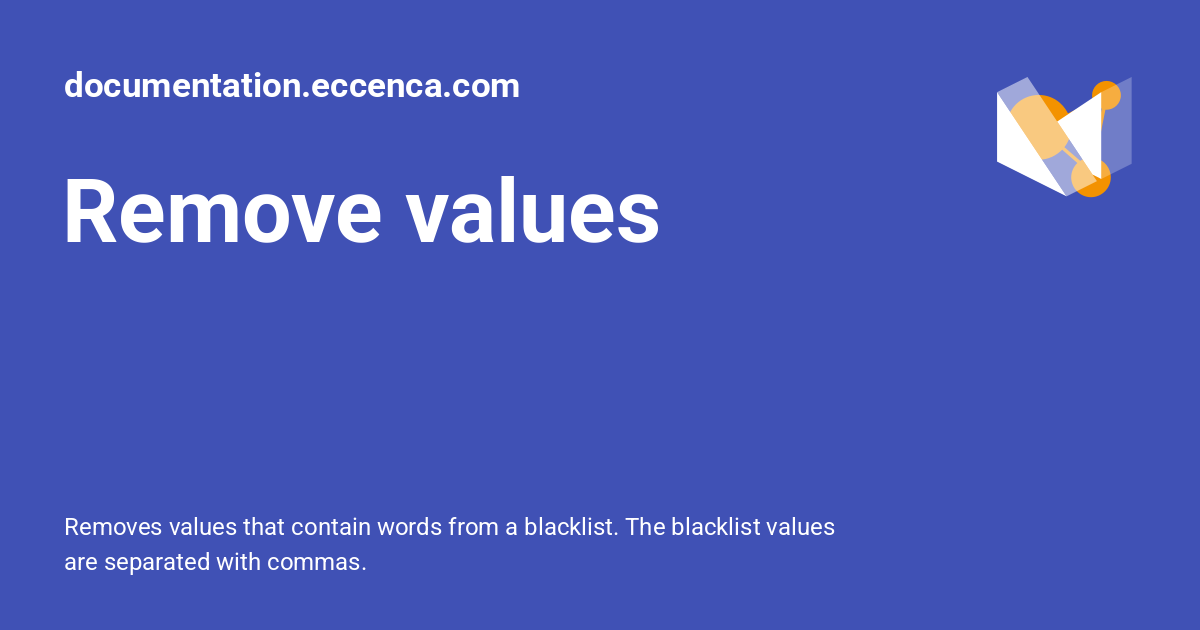 documentation.eccenca.com
Remove values
Removes values that contain words from a blacklist. The blacklist values
are separated with commas.